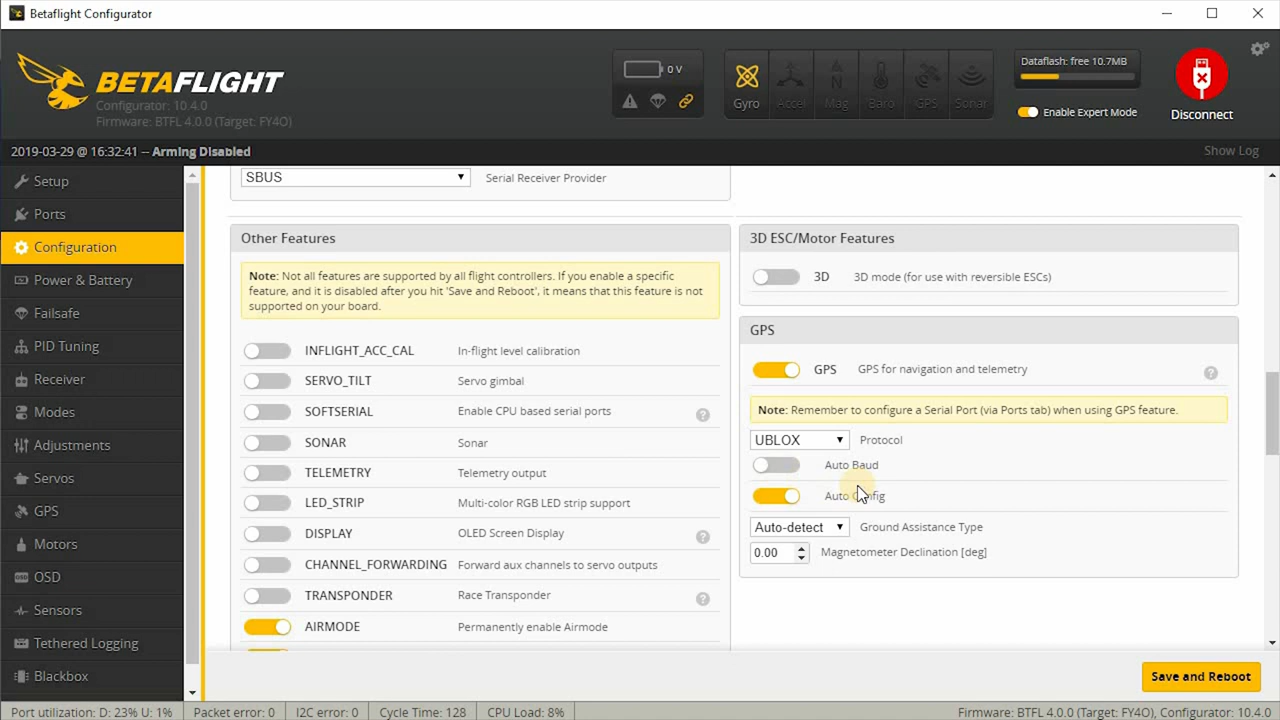 Betaflight Configurator
BETAFLIGHT
Configurator: 10.4.0
Firmware: BTFL 4.0.0 (Target: FY4O)
0 V
Gyro
Accel
Mag
Baro
GPS
Sonar
Dataflash: free 10.7MB
Enable Expert Mode
Disconnect
2019-03-29 @ 16:32:41 -- Arming Disabled
Show Log
Setup
Ports
Configuration
Power & Battery
Failsafe
PID Tuning
Receiver
Modes
Adjustments
Servos
GPS
Motors
OSD
Sensors
Tethered Logging
Blackbox
SBUS
Serial Receiver Provider
Other Features
Note: Not all features are supported by all flight controllers. If you enable a specific
feature, and it is disabled after you hit 'Save and Reboot', it means that this feature is not
supported on your board.
INFLIGHT_ACC_CAL In-flight level calibration
SERVO_TILT Servo gimbal
SOFTSERIAL Enable CPU based serial ports ?
SONAR Sonar
TELEMETRY Telemetry output
LED_STRIP Multi-color RGB LED strip support
DISPLAY OLED Screen Display ?
CHANNEL_FORWARDING Forward aux channels to servo outputs
TRANSPONDER Race Transponder ?
AIRMODE Permanently enable Airmode
3D ESC/Motor Features
3D 3D mode (for use with reversible ESCs)
GPS
GPS GPS for navigation and telemetry ?
Note: Remember to configure a Serial Port (via Ports tab) when using GPS feature.
UBLOX Protocol
Auto Baud
Auto Config
Auto-detect Ground Assistance Type
0.00 Magnetometer Declination [deg]
Save and Reboot
Port utilization: D: 23% U: 1% Packet error: 0 I2C error: 0 Cycle Time: 128 CPU Load: 8% Firmware: BTFL 4.0.0 (Target: FY4O), Configurator: 10.4.0